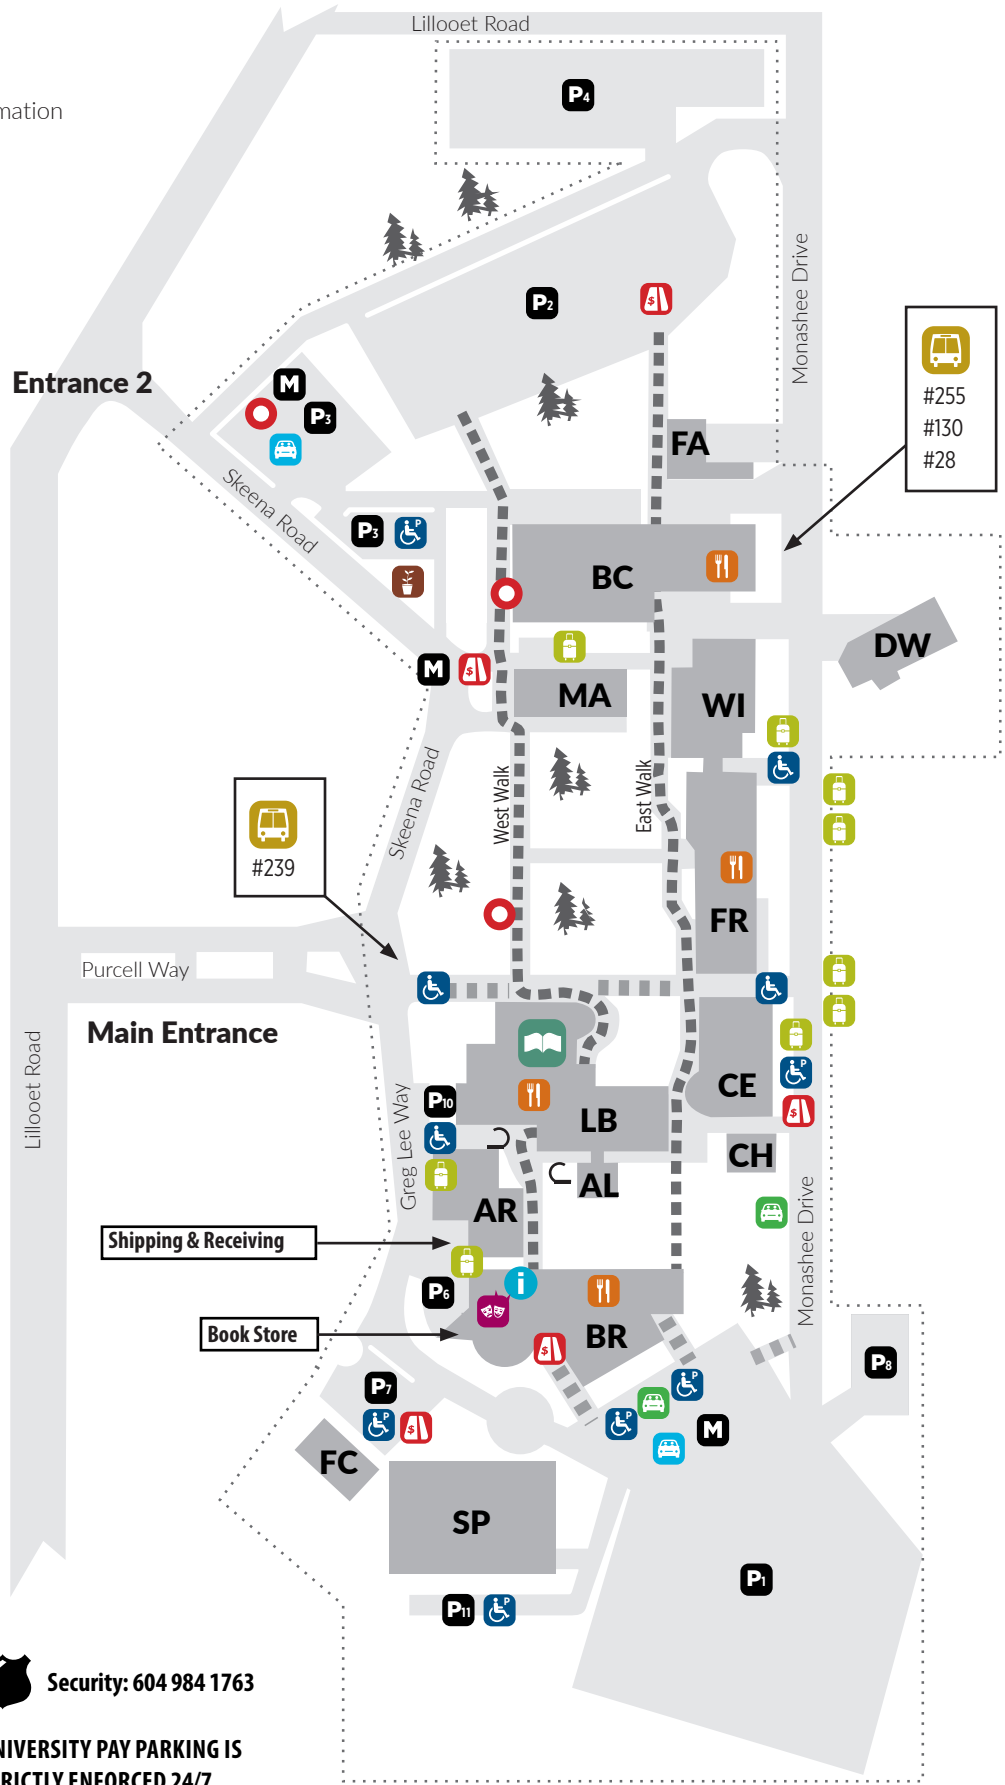 Lillooet Road
mation
P4
Monashee Drive
P2
$
Entrance 2
M
P3
#255
#130
#28
FA
Skeena Road
P3
P
BC
DW
M
$
MA
WI
West Walk
East Walk
Skeena Road
#239
FR
Purcell Way
Main Entrance
Lillooet Road
Greg Lee Way
P10
LB
CE
P
$
CH
AL
AR
Monashee Drive
Shipping & Receiving
P6
i
Book Store
BR
$
P8
P7
P
$
P
P
M
FC
SP
P1
P11
P
Security: 604 984 1763
NIVERSITY PAY PARKING IS
RICTLY ENFORCED 24/7